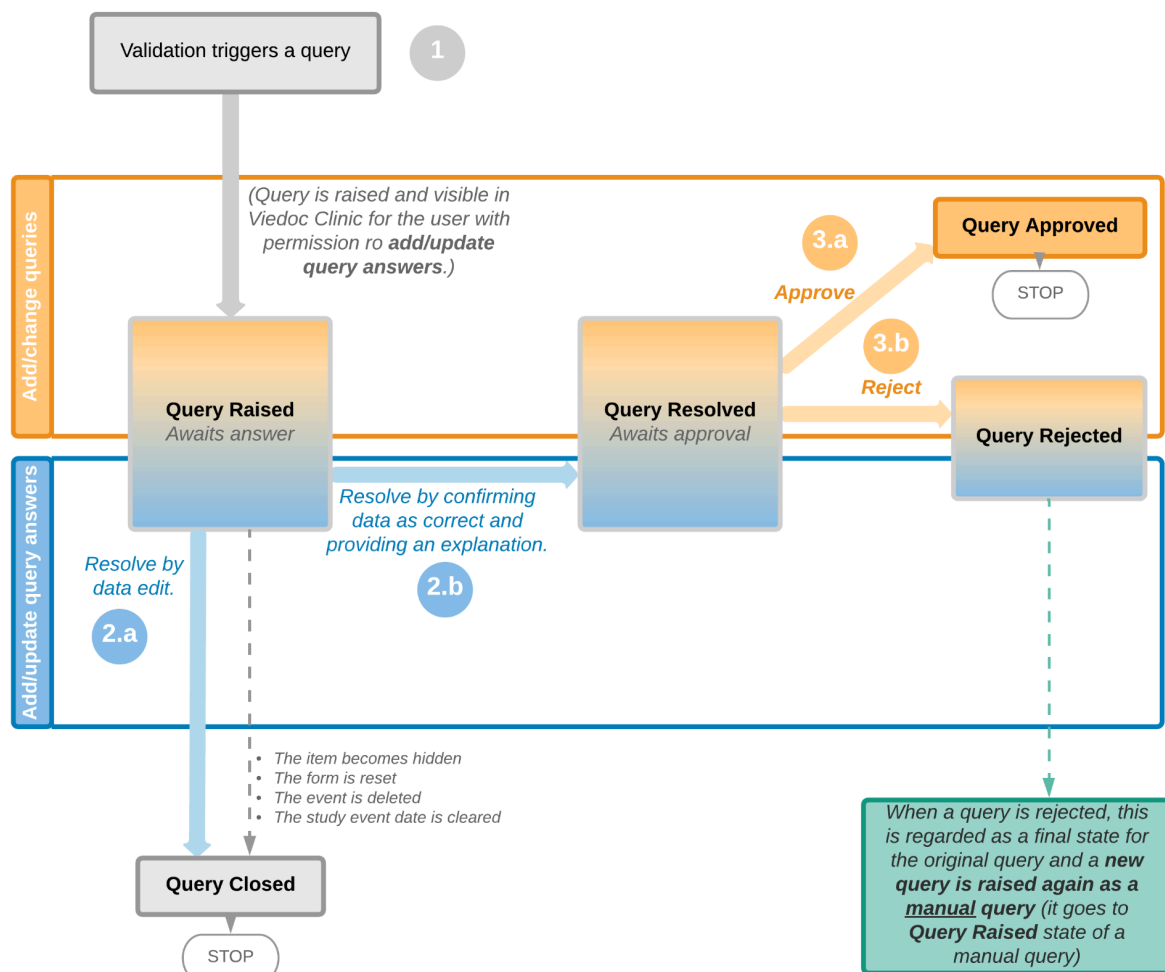 Validation triggers a query
1
(Query is raised and visible in
Viedoc Clinic for the user with
permission ro add/update
query answers.)
Add/change queries
3.a
Approve
Query Approved
STOP
3.b
Reject
Query Raised
Awaits answer
Query Resolved
Awaits approval
Query Rejected
Add/update query answers
Resolve by confirming
data as correct and
providing an explanation.
2.b
Resolve by
data edit.
2.a
• The item becomes hidden
• The form is reset
• The event is deleted
• The study event date is cleared
Query Closed
STOP
When a query is rejected, this
is regarded as a final state for
the original query and a new
query is raised again as a
manual query (it goes to
Query Raised state of a
manual query)